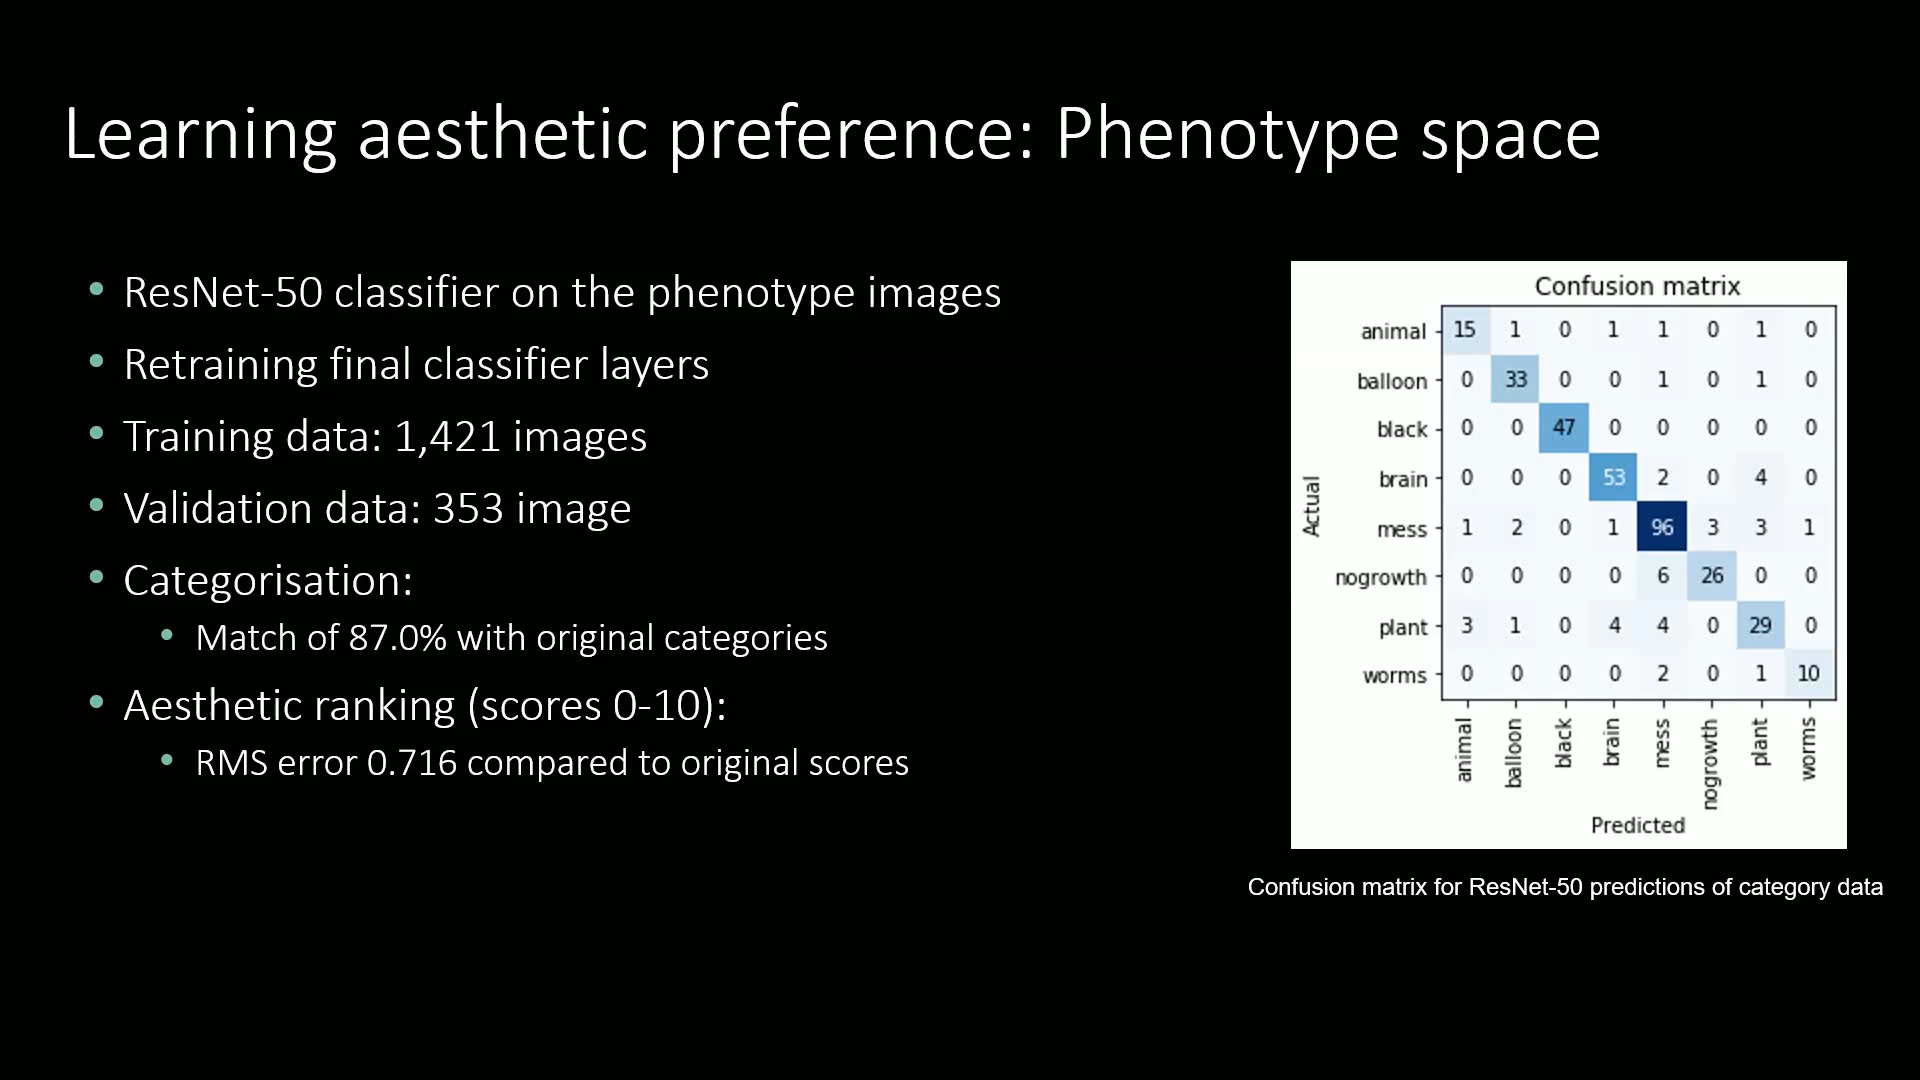 Learning aesthetic preference: Phenotype space
• ResNet-50 classifier on the phenotype images
• Retraining final classifier layers
• Training data: 1,421 images
• Validation data: 353 image
• Categorisation:
• Match of 87.0% with original categories
• Aesthetic ranking (scores 0-10):
• RMS error 0.716 compared to original scores
Confusion matrix
Actual
animal 15 1 0 1 1 0 1 0
balloon 0 33 0 0 1 0 1 0
black 0 0 47 0 0 0 0 0
brain 0 0 0 53 2 0 4 0
mess 1 2 0 1 96 3 3 1
nogrowth 0 0 0 0 6 26 0 0
plant 3 1 0 4 4 0 29 0
worms 0 0 0 0 2 0 1 10
animal balloon black brain mess nogrowth plant worms
Predicted
Confusion matrix for ResNet-50 predictions of category data